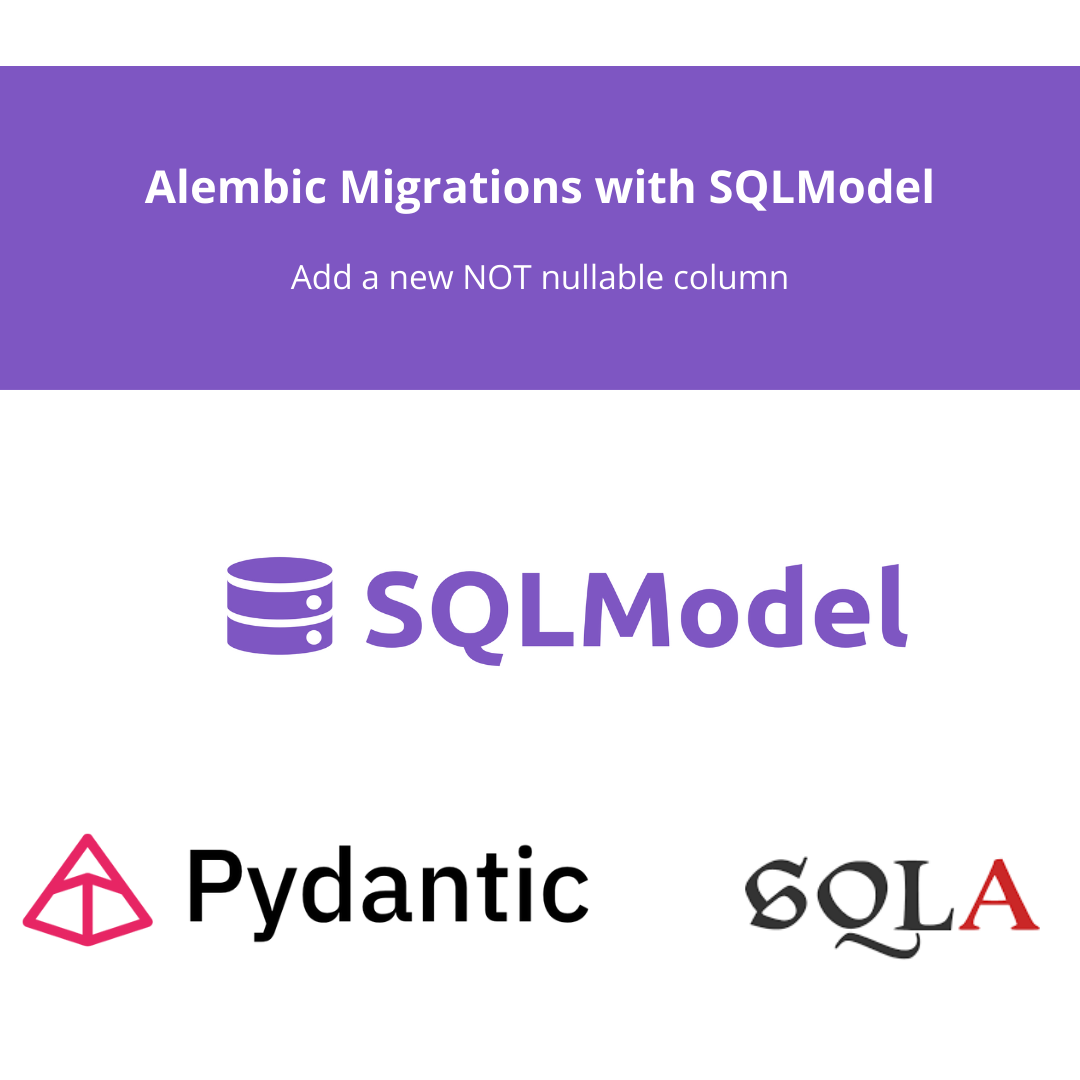 Alembic Migrations with SQLModel
Add a new NOT nullable column
SQLModel
Pydantic
SQLA